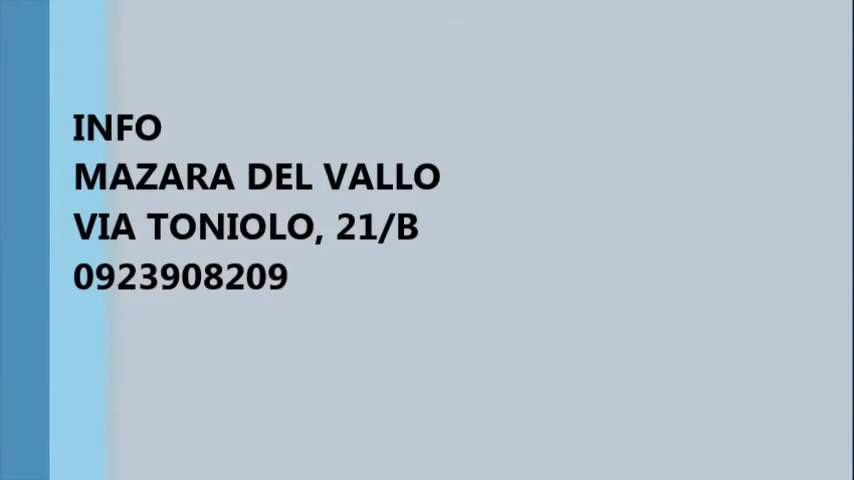 INFO
MAZARA DEL VALLO
VIA TONIOLO, 21/B
0923908209